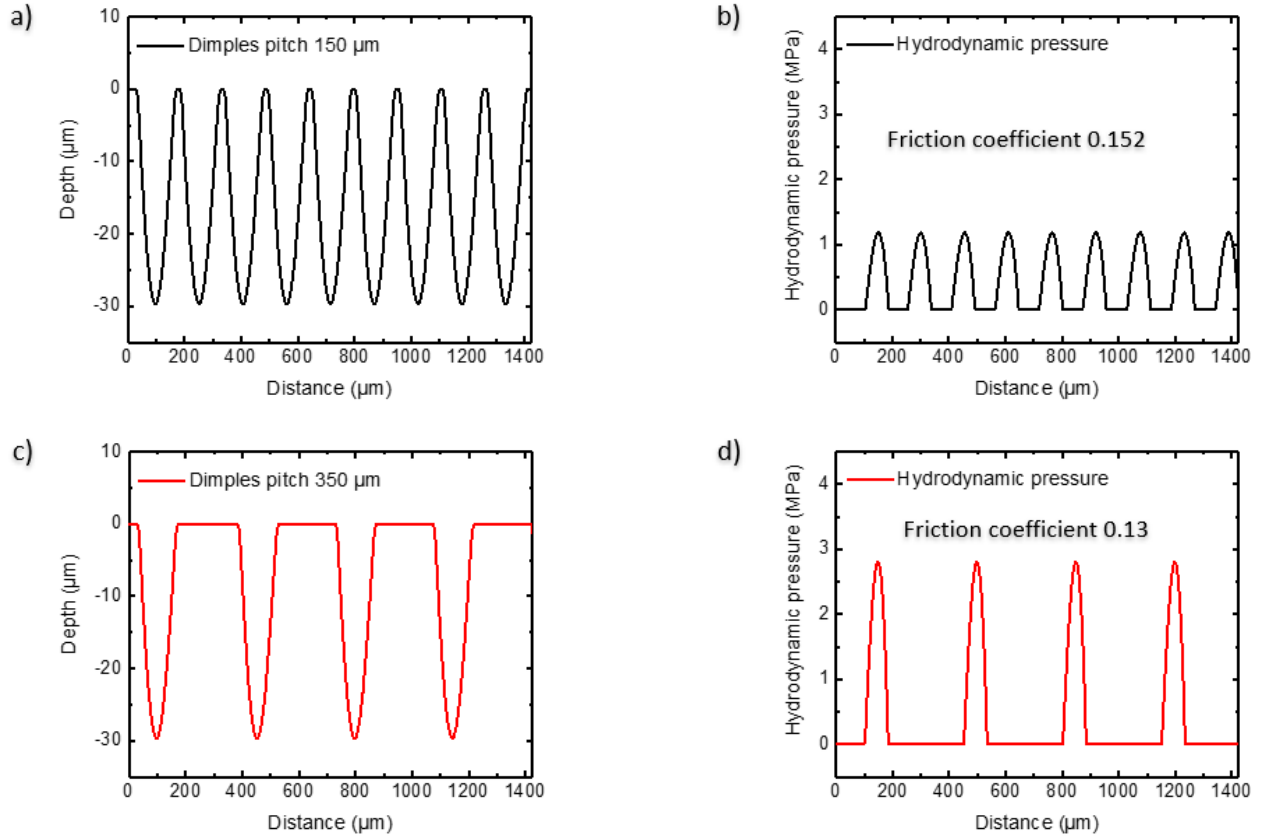 a)
Dimples pitch 150 µm
10
0
-10
-20
-30
Depth (µm)
0 200 400 600 800 1000 1200 1400
Distance (µm)
b)
Hydrodynamic pressure
Friction coefficient 0.152
4
3
2
1
0
Hydrodynamic pressure (MPa)
0 200 400 600 800 1000 1200 1400
Distance (µm)
c)
Dimples pitch 350 µm
10
0
-10
-20
-30
Depth (µm)
0 200 400 600 800 1000 1200 1400
Distance (µm)
d)
Hydrodynamic pressure
Friction coefficient 0.13
4
3
2
1
0
Hydrodynamic pressure (MPa)
0 200 400 600 800 1000 1200 1400
Distance (µm)